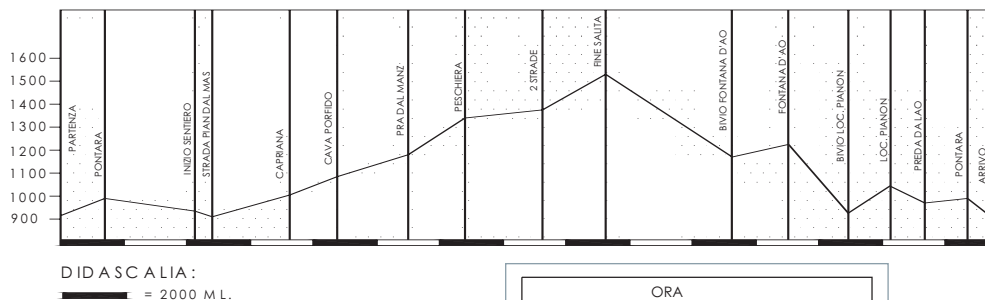 1600
1500
1400
1300
1200
1100
1000
900
PARTENZA
PONTARA
INIZIO SENTIERO
STRADA PIAN DAL MAS
CAPRIANA
CAVA PORFIDO
PRA DAL MANZ
PESCHIERA
2 STRADE
FINE SALITA
BIVIO FONTANA D'AO
FONTANA D'AO
BIVIO LOC. PIANON
LOC. PIANON
PREDA DA LAO
PONTARA
ARRIVO
DIDASCALIA:
= 2000 ML.
ORA